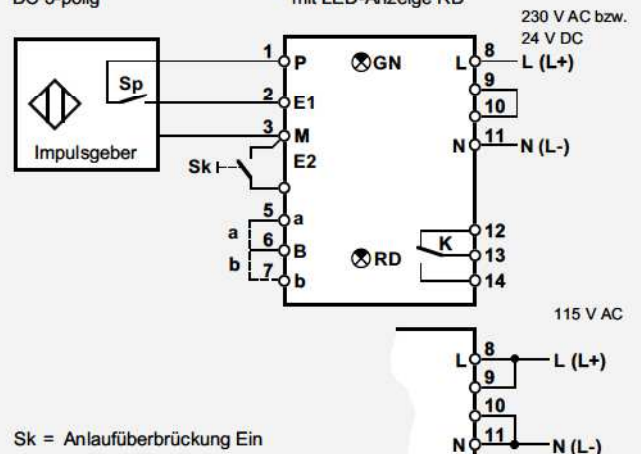 DC 3-polig
mit LED-Anzeige RD
230 V AC bzw.
24 V DC
1
P
GN
L
8
L (L+)
Sp
9
2
E1
10
3
M
N
11
N (L-)
Impulsgeber
Sk
E2
5
a
12
a
6
B
K
13
b
RD
7
b
14
115 V AC
L
8
L (L+)
9
10
Sk = Anlaufüberbrückung Ein
N
11
N (L-)